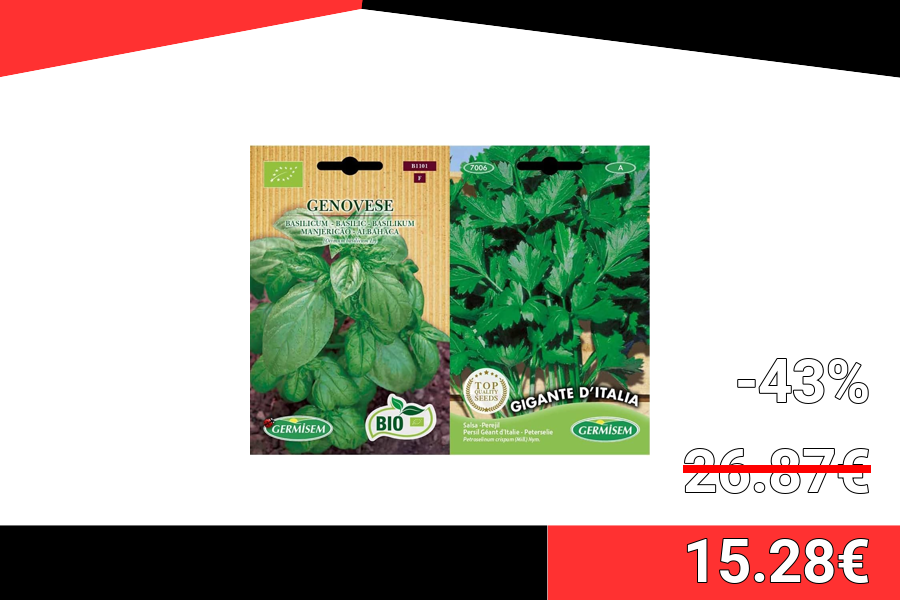 B1101
F
GENOVESE
BASILICUM - BASILIC - BASILIKUM
MANJERICÃO - ALBAHACA
GERMISEM
BIO
7006
A
TOP
QUALITY
SEEDS
GIGANTE D'ITALIA
Salsa -Perejil
Persil Géant d'Italie - Peterselie
Petroselinum crispum (Mill.) Nym.
GERMISEM
-43%
26.87€
15.28€